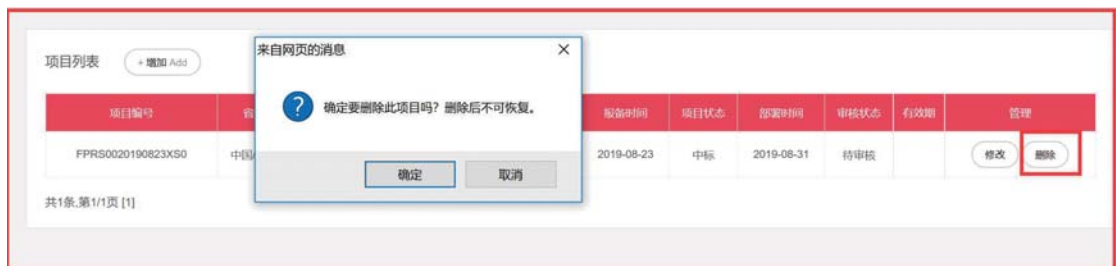 来自网页的消息
项目列表 + 增加 Add
确定要删除此项目吗？删除后不可恢复。
项目编号 省 报备时间 项目状态 部署时间 审核状态 有效期 管理
FPRS0020190823XS0 中国/ 2019-08-23 中标 2019-08-31 待审核 修改 删除
确定 取消
共1条,第1/1页 [1]